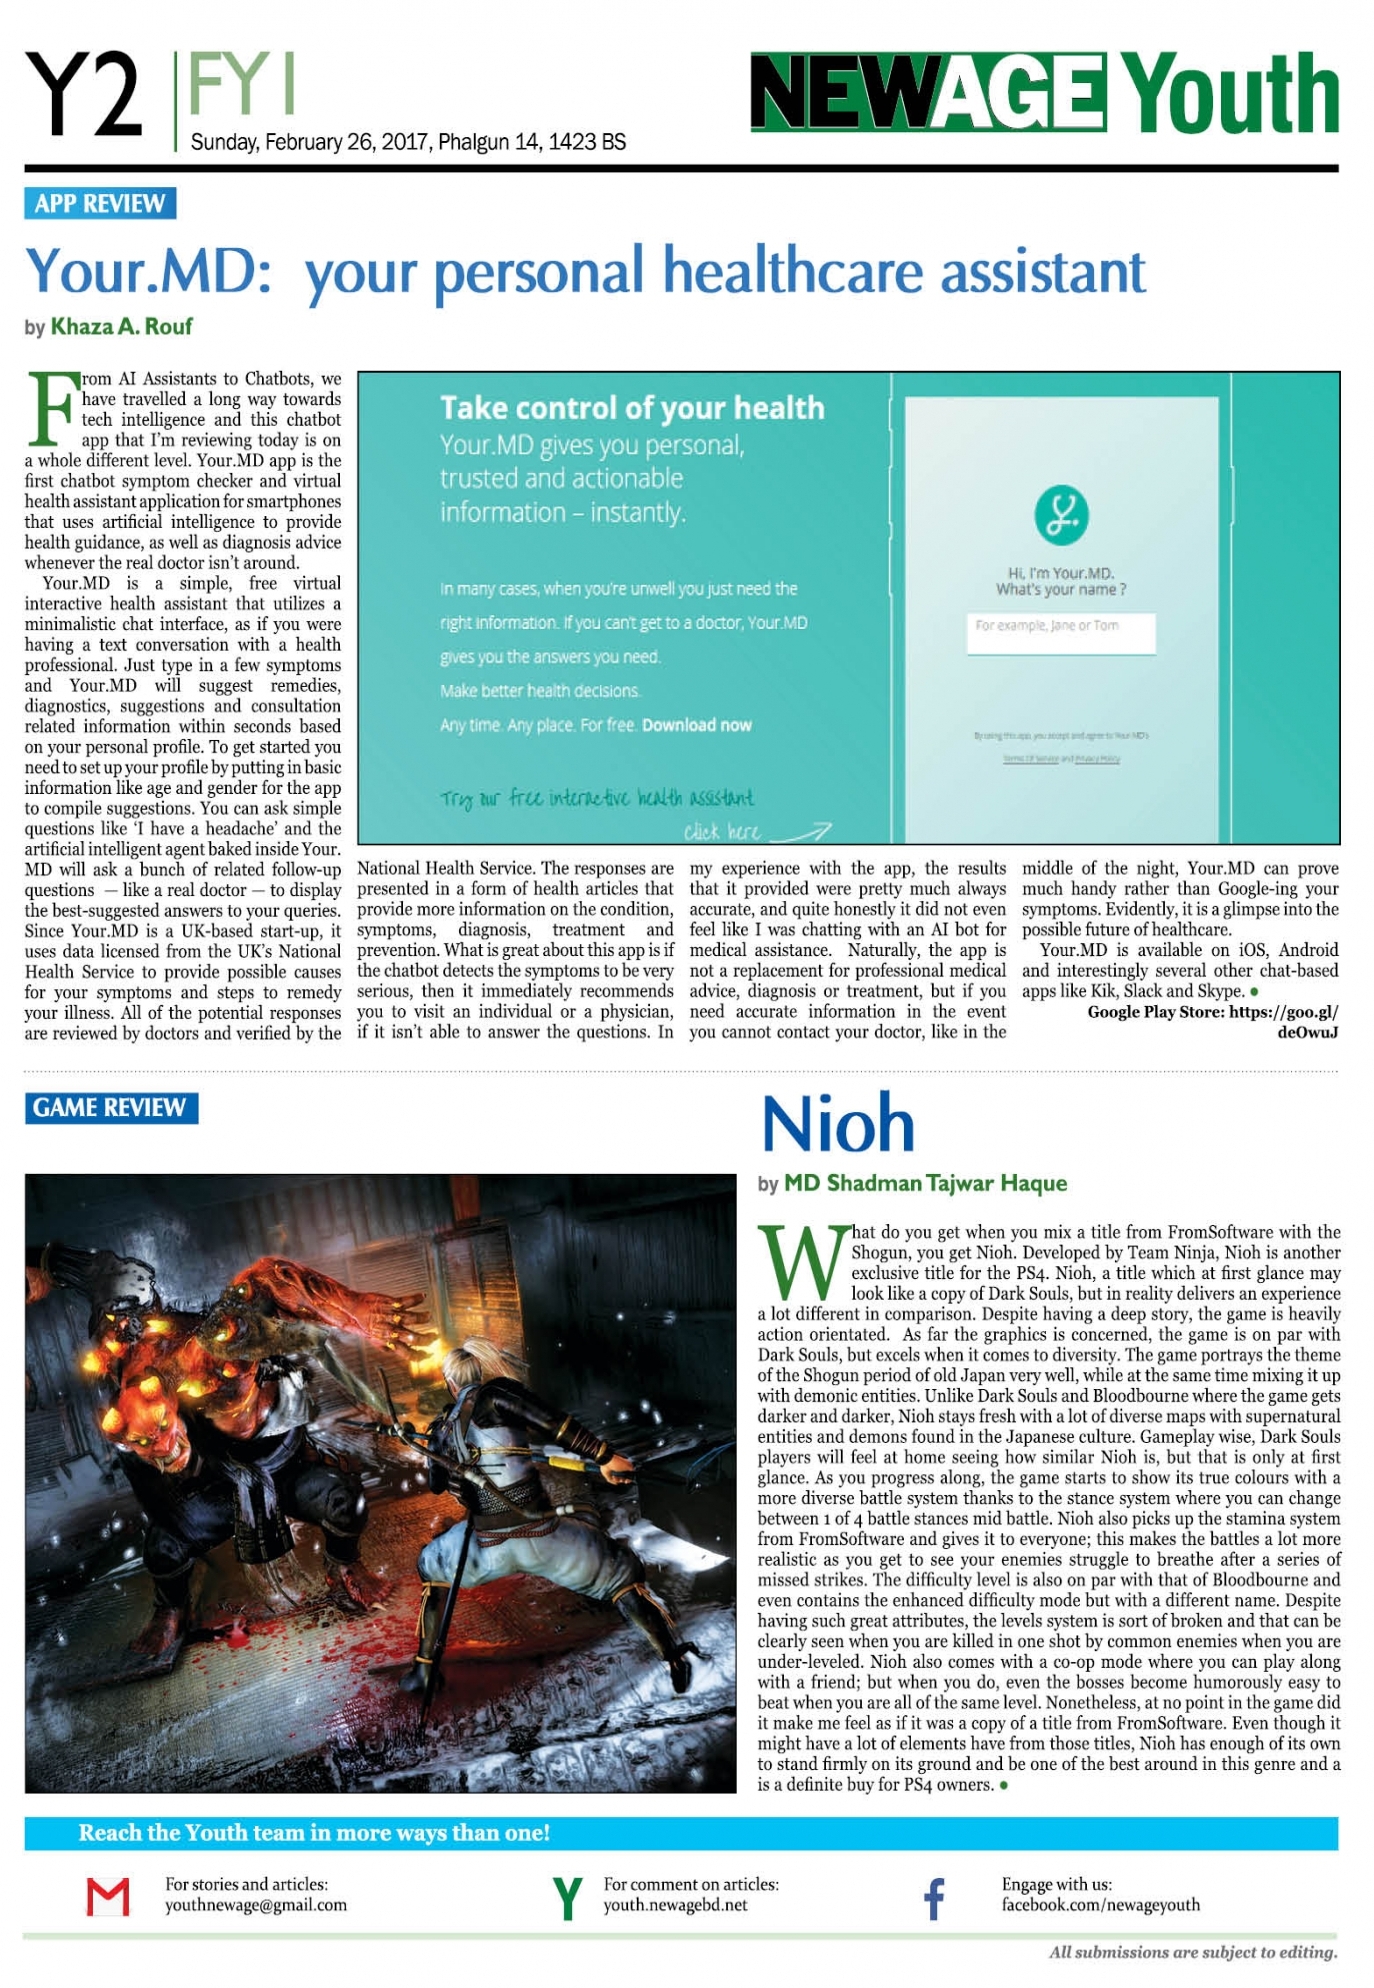 Y2
FYI
Sunday, February 26, 2017, Phalgun 14, 1423 BS
NEWAGE Youth
APP REVIEW
Your.MD: your personal healthcare assistant
by Khaza A. Rouf
From AI Assistants to Chatbots, we
have travelled a long way towards
tech intelligence and this chatbot
app that I'm reviewing today is on
a whole different level. Your.MD app is the
first chatbot symptom checker and virtual
health assistant application for smartphones
that uses artificial intelligence to provide
health guidance, as well as diagnosis advice
whenever the real doctor isn't around.
Your.MD is a simple, free virtual
interactive health assistant that utilizes a
minimalistic chat interface, as if you were
having a text conversation with a health
professional. Just type in a few symptoms
and Your.MD will suggest remedies,
diagnostics, suggestions and consultation
related information within seconds based
on your personal profile. To get started you
need to set up your profile by putting in basic
information like age and gender for the app
to compile suggestions. You can ask simple
questions like 'I have a headache' and the
artificial intelligent agent baked inside Your.
MD will ask a bunch of related follow-up
questions — like a real doctor — to display
the best-suggested answers to your queries.
Since Your.MD is a UK-based start-up, it
uses data licensed from the UK's National
Health Service to provide possible causes
for your symptoms and steps to remedy
your illness. All of the potential responses
are reviewed by doctors and verified by the
Take control of your health
Your.MD gives you personal,
trusted and actionable
information – instantly.
In many cases, when you're unwell you just need the
right information. If you can't get to a doctor, Your.MD
gives you the answers you need.
Make better health decisions.
Any time. Any place. For free. Download now
Try our free interactive health assistant
click here
Hi, I'm Your.MD.
What's your name ?
For example, Jane or Tom
By using this app, you accept and agree to Your MD's
Terms Of Service and Privacy Policy
National Health Service. The responses are
presented in a form of health articles that
provide more information on the condition,
symptoms, diagnosis, treatment and
prevention. What is great about this app is if
the chatbot detects the symptoms to be very
serious, then it immediately recommends
you to visit an individual or a physician,
if it isn't able to answer the questions. In
my experience with the app, the results
that it provided were pretty much always
accurate, and quite honestly it did not even
feel like I was chatting with an AI bot for
medical assistance. Naturally, the app is
not a replacement for professional medical
advice, diagnosis or treatment, but if you
need accurate information in the event
you cannot contact your doctor, like in the
middle of the night, Your.MD can prove
much handy rather than Google-ing your
symptoms. Evidently, it is a glimpse into the
possible future of healthcare.
Your.MD is available on iOS, Android
and interestingly several other chat-based
apps like Kik, Slack and Skype. •
Google Play Store: https://goo.gl/
deOwuJ
GAME REVIEW
Nioh
by MD Shadman Tajwar Haque
What do you get when you mix a title from FromSoftware with the
Shogun, you get Nioh. Developed by Team Ninja, Nioh is another
exclusive title for the PS4. Nioh, a title which at first glance may
look like a copy of Dark Souls, but in reality delivers an experience
a lot different in comparison. Despite having a deep story, the game is heavily
action orientated. As far the graphics is concerned, the game is on par with
Dark Souls, but excels when it comes to diversity. The game portrays the theme
of the Shogun period of old Japan very well, while at the same time mixing it up
with demonic entities. Unlike Dark Souls and Bloodbourne where the game gets
darker and darker, Nioh stays fresh with a lot of diverse maps with supernatural
entities and demons found in the Japanese culture. Gameplay wise, Dark Souls
players will feel at home seeing how similar Nioh is, but that is only at first
glance. As you progress along, the game starts to show its true colours with a
more diverse battle system thanks to the stance system where you can change
between 1 of 4 battle stances mid battle. Nioh also picks up the stamina system
from FromSoftware and gives it to everyone; this makes the battles a lot more
realistic as you get to see your enemies struggle to breathe after a series of
missed strikes. The difficulty level is also on par with that of Bloodbourne and
even contains the enhanced difficulty mode but with a different name. Despite
having such great attributes, the levels system is sort of broken and that can be
clearly seen when you are killed in one shot by common enemies when you are
under-leveled. Nioh also comes with a co-op mode where you can play along
with a friend; but when you do, even the bosses become humorously easy to
beat when you are all of the same level. Nonetheless, at no point in the game did
it make me feel as if it was a copy of a title from FromSoftware. Even though it
might have a lot of elements have from those titles, Nioh has enough of its own
to stand firmly on its ground and be one of the best around in this genre and a
is a definite buy for PS4 owners. •
Reach the Youth team in more ways than one!
For stories and articles:
youthnewage@gmail.com
For comment on articles:
youth.newagebd.net
Engage with us:
facebook.com/newageyouth
All submissions are subject to editing.